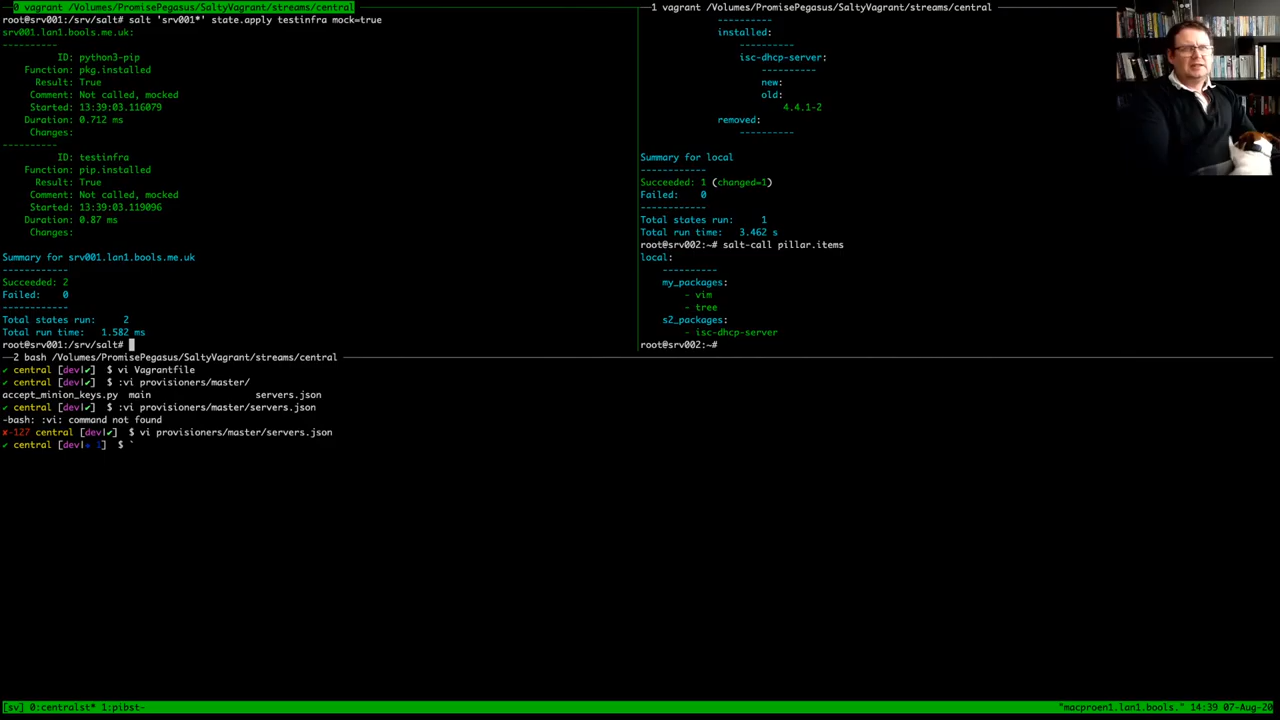 0 vagrant /Volumes/PromisePegasus/SaltyVagrant/streams/central
root@srv001:/srv/salt# salt 'srv001*' state.apply testinfra mock=true
srv001.lan1.bools.me.uk:
----------
ID: python3-pip
Function: pkg.installed
Result: True
Comment: Not called, mocked
Started: 13:39:03.116079
Duration: 0.712 ms
Changes:
----------
ID: testinfra
Function: pip.installed
Result: True
Comment: Not called, mocked
Started: 13:39:03.119096
Duration: 0.87 ms
Changes:
Summary for srv001.lan1.bools.me.uk
------------
Succeeded: 2
Failed: 0
------------
Total states run: 2
Total run time: 1.582 ms
root@srv001:/srv/salt#
1 vagrant /Volumes/PromisePegasus/SaltyVagrant/streams/central
----------
installed:
----------
isc-dhcp-server:
----------
new:
old:
4.4.1-2
removed:
----------
Summary for local
------------
Succeeded: 1 (changed=1)
Failed: 0
------------
Total states run: 1
Total run time: 3.462 s
root@srv002:~# salt-call pillar.items
local:
----------
my_packages:
- vim
- tree
s2_packages:
- isc-dhcp-server
root@srv002:~#
2 bash /Volumes/PromisePegasus/SaltyVagrant/streams/central
✔ central [dev|✔] $ vi Vagrantfile
✔ central [dev|✔] $ :vi provisioners/master/
accept_minion_keys.py main servers.json
✔ central [dev|✔] $ :vi provisioners/master/servers.json
-bash: :vi: command not found
✘-127 central [dev|✔] $ vi provisioners/master/servers.json
✔ central [dev|✚ 1] $ `
[sv] 0:centralst* 1:pibst- "macproen1.lan1.bools." 14:39 07-Aug-20